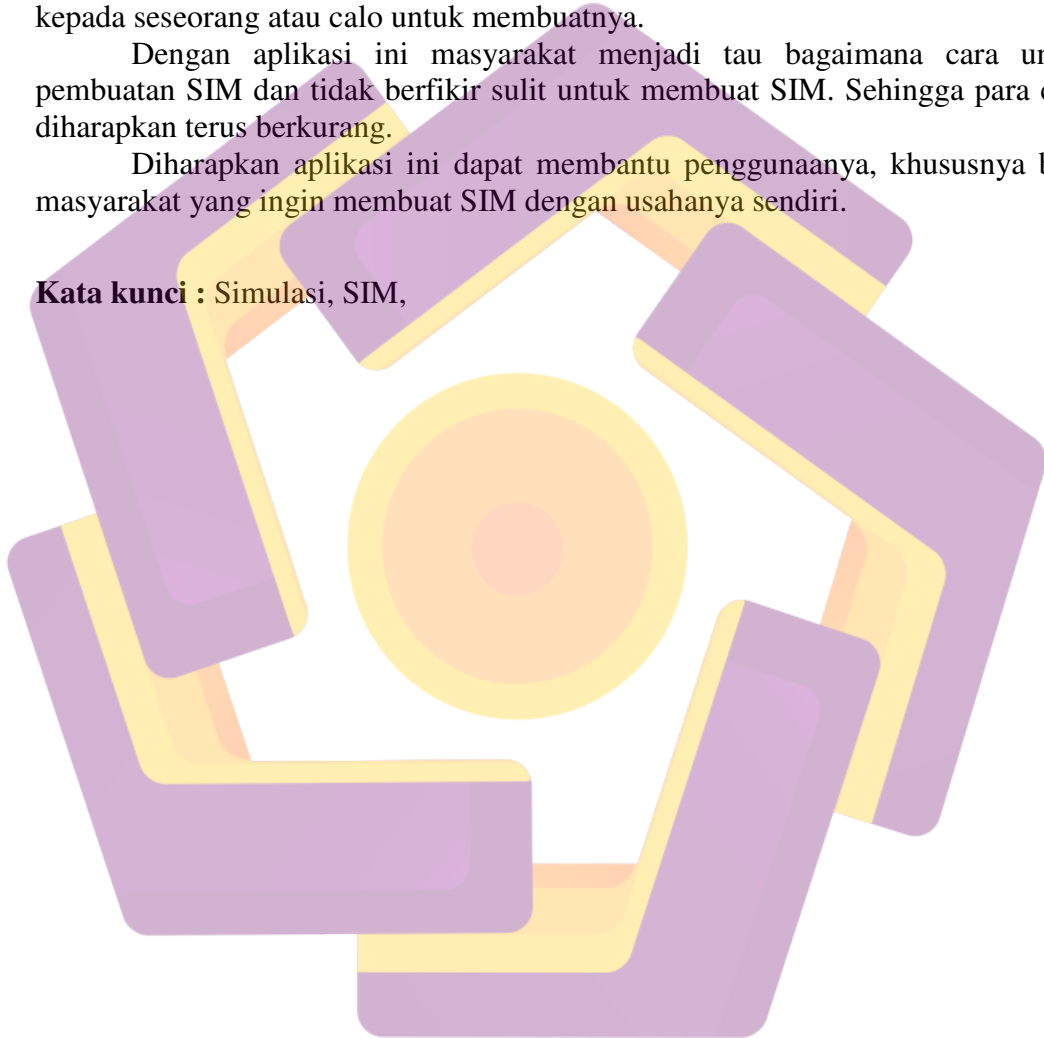 kepada seseorang atau calo untuk membuatnya.
Dengan aplikasi ini masyarakat menjadi tau bagaimana cara
pembuatan SIM dan tidak berfikir sulit untuk membuat SIM. Sehingga para
diharapkan terus berkurang.
Diharapkan aplikasi ini dapat membantu penggunaanya, khususnya
masyarakat yang ingin membuat SIM dengan usahanya sendiri.
Kata kunci : Simulasi, SIM,